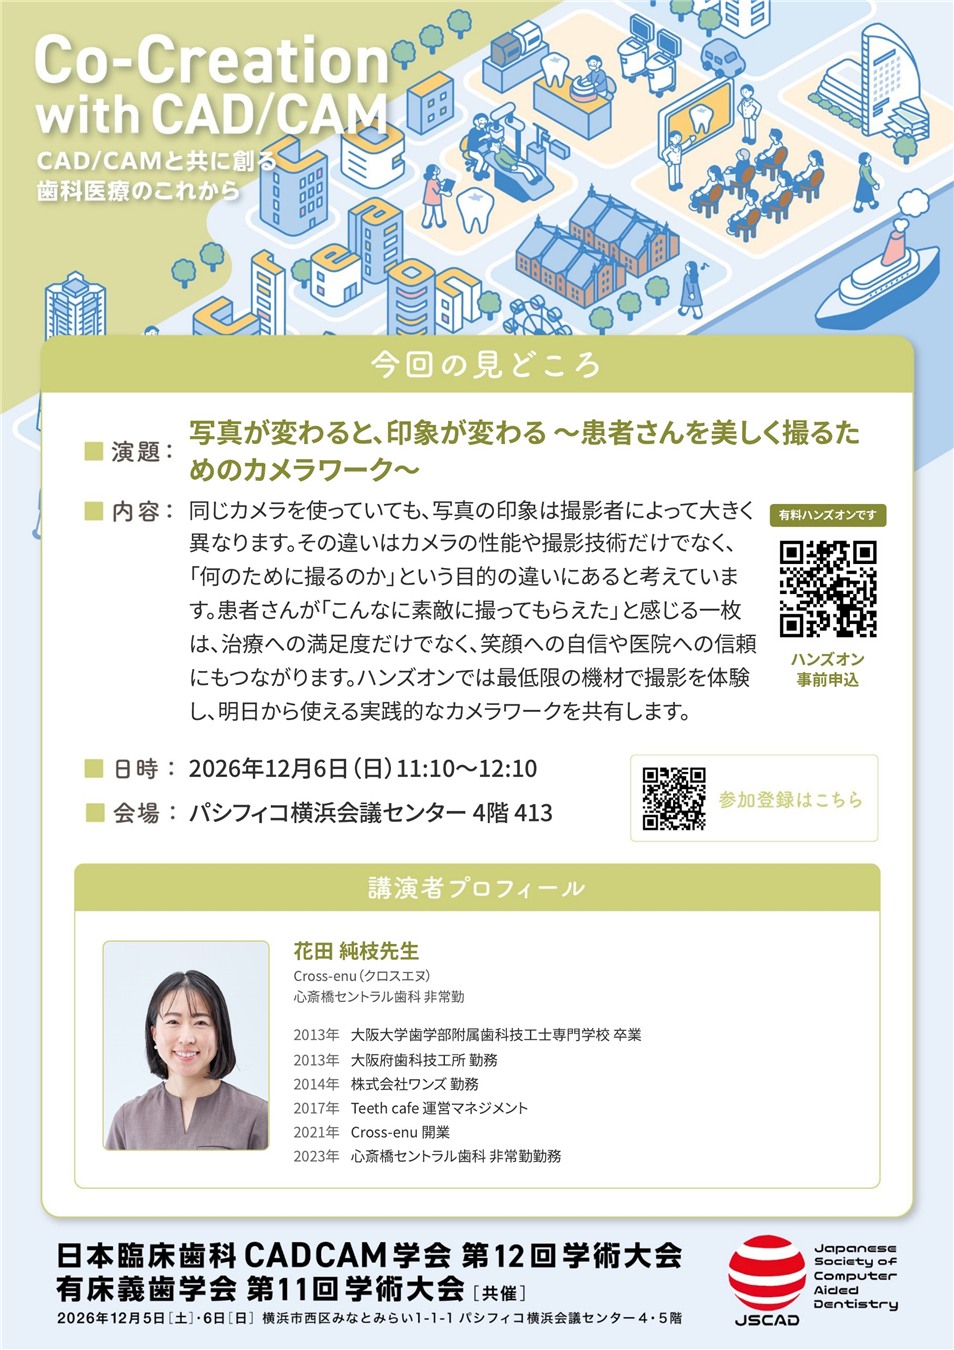 Co-Creation
with CAD/CAM
CAD/CAMと共に創る
歯科医療のこれから
今回の見どころ
演題：
写真が変わると、印象が変わる ～患者さんを美しく撮るた
めのカメラワーク～
内容：
同じカメラを使っていても、写真の印象は撮影者によって大きく
異なります。その違いはカメラの性能や撮影技術だけでなく、
「何のために撮るのか」という目的の違いにあると考えていま
す。患者さんが「こんなに素敵に撮ってもらえた」と感じる一枚
は、治療への満足度だけでなく、笑顔への自信や医院への信頼
にもつながります。ハンズオンでは最低限の機材で撮影を体験
し、明日から使える実践的なカメラワークを共有します。
有料ハンズオンです
ハンズオン
事前申込
日時：2026年12月6日（日）11:10～12:10
会場：パシフィコ横浜会議センター 4階 413
参加登録はこちら
講演者プロフィール
花田 純枝先生
Cross-enu（クロスエヌ）
心斎橋セントラル歯科 非常勤
2013年 大阪大学歯学部附属歯科技工士専門学校 卒業
2013年 大阪府歯科技工所 勤務
2014年 株式会社ワンズ 勤務
2017年 Teeth cafe 運営マネジメント
2021年 Cross-enu 開業
2023年 心斎橋セントラル歯科 非常勤勤務
日本臨床歯科CADCAM学会 第12回学術大会
有床義歯学会 第11回学術大会［共催］
2026年12月5日［土］・6日［日］ 横浜市西区みなとみらい1-1-1 パシフィコ横浜会議センター4・5階
JSCAD
Japanese
Society of
Computer
Aided
Dentistry